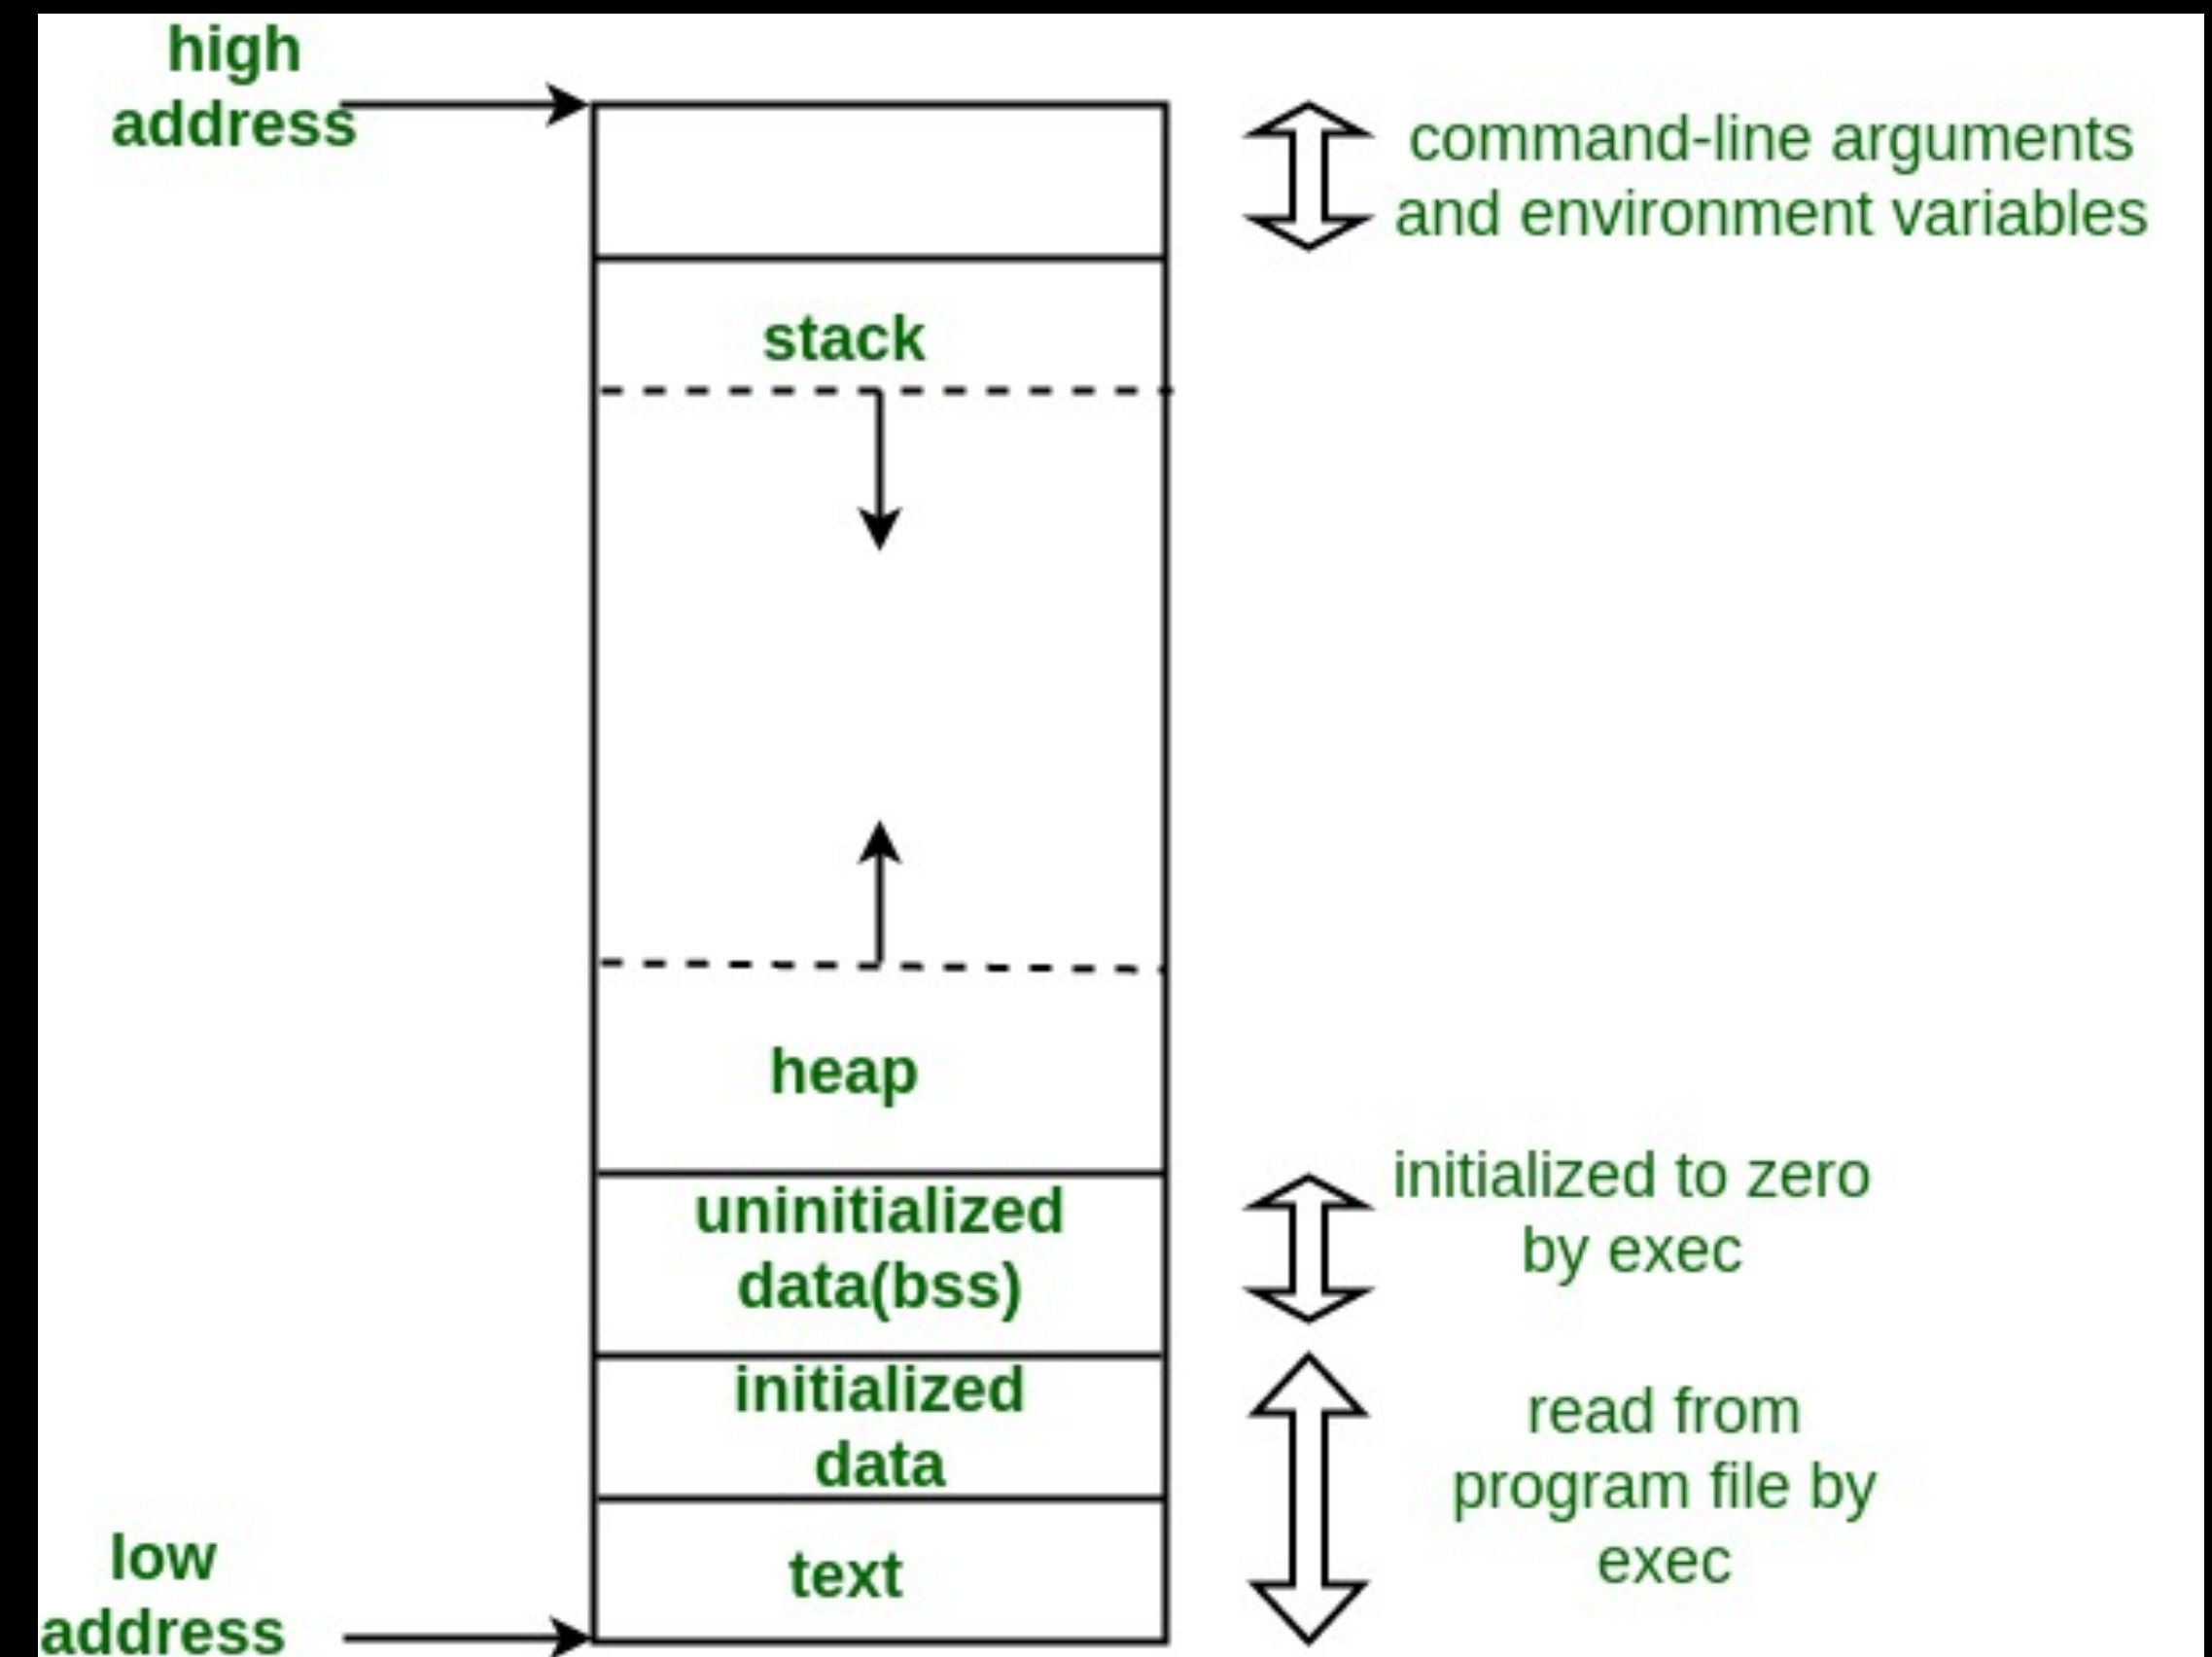 high
address
command-line arguments
and environment variables
stack
heap
uninitialized
data(bss)
initialized to zero
by exec
initialized
data
read from
program file by
exec
text
low
address